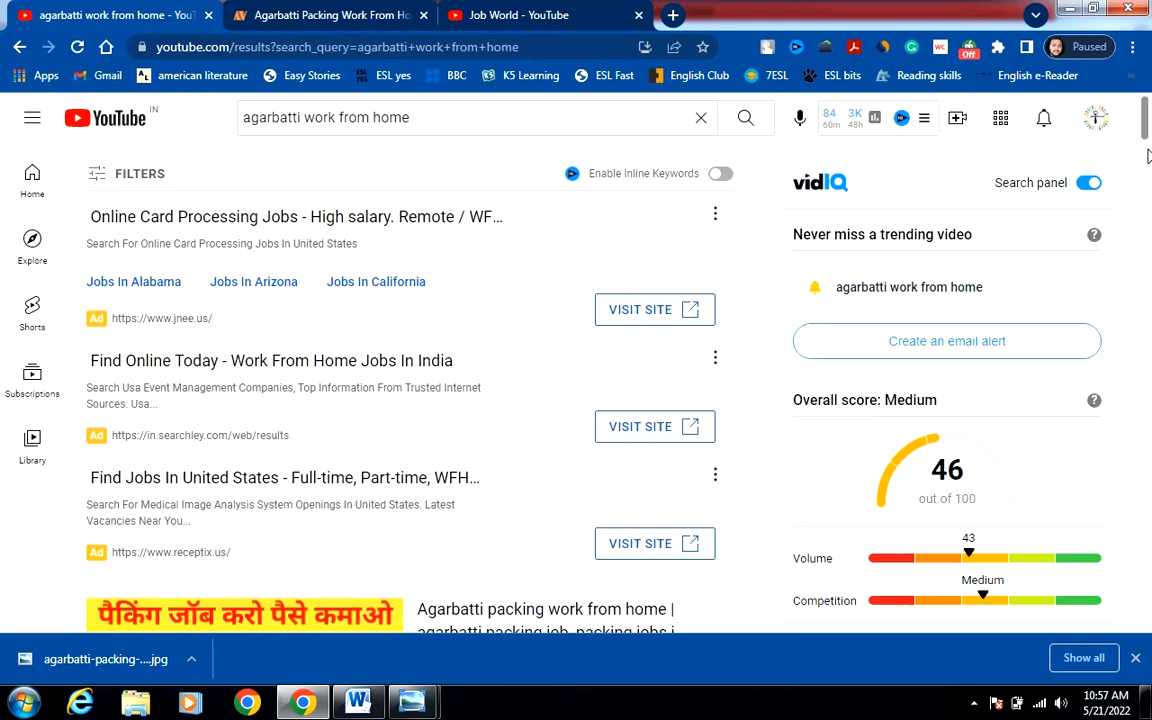 agarbatti work from home - YouT
Agarbatti Packing Work From Ho
Job World - YouTube
youtube.com/results?search_query=agarbatti+work+from+home
Paused
Apps
Gmail
american literature
Easy Stories
ESL yes
BBC
K5 Learning
ESL Fast
English Club
7ESL
ESL bits
Reading skills
English e-Reader
YouTube IN
agarbatti work from home
84 3K
60m 48h
Off
FILTERS
Enable Inline Keywords
Home
Explore
Shorts
Subscriptions
Library
Online Card Processing Jobs - High salary. Remote / WF...
Search For Online Card Processing Jobs In United States
Jobs In Alabama Jobs In Arizona Jobs In California
VISIT SITE
Ad https://www.jnee.us/
Find Online Today - Work From Home Jobs In India
Search Usa Event Management Companies, Top Information From Trusted Internet
Sources. Usa...
VISIT SITE
Ad https://in.searchley.com/web/results
Find Jobs In United States - Full-time, Part-time, WFH...
Search For Medical Image Analysis System Openings In United States. Latest
Vacancies Near You...
VISIT SITE
Ad https://www.receptix.us/
पैकिंग जॉब करो पैसे कमाओ
Agarbatti packing work from home |
agarbatti packing job, packing jobs i
vidIQ
Search panel
Never miss a trending video
agarbatti work from home
Create an email alert
Overall score: Medium
46
out of 100
43
Volume
Medium
Competition
agarbatti-packing-....jpg
Show all
10:57 AM
5/21/2022